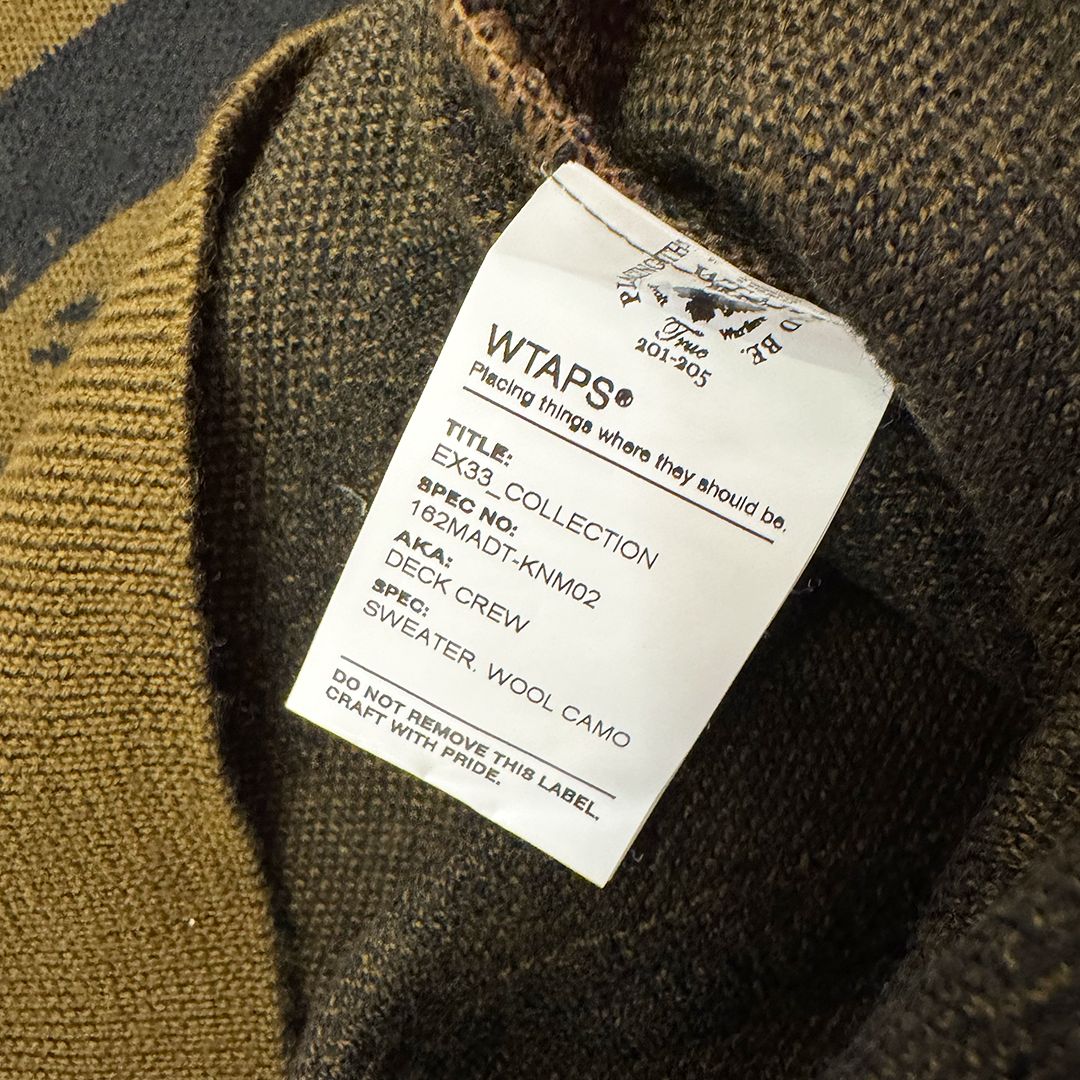 True
201-205
WTAPS®
Placing things where they should be.
TITLE:
EX33_COLLECTION
SPEC NO:
162MADT-KNM02
AKA:
DECK CREW
SPEC:
SWEATER. WOOL CAMO
DO NOT REMOVE THIS LABEL.
CRAFT WITH PRIDE.